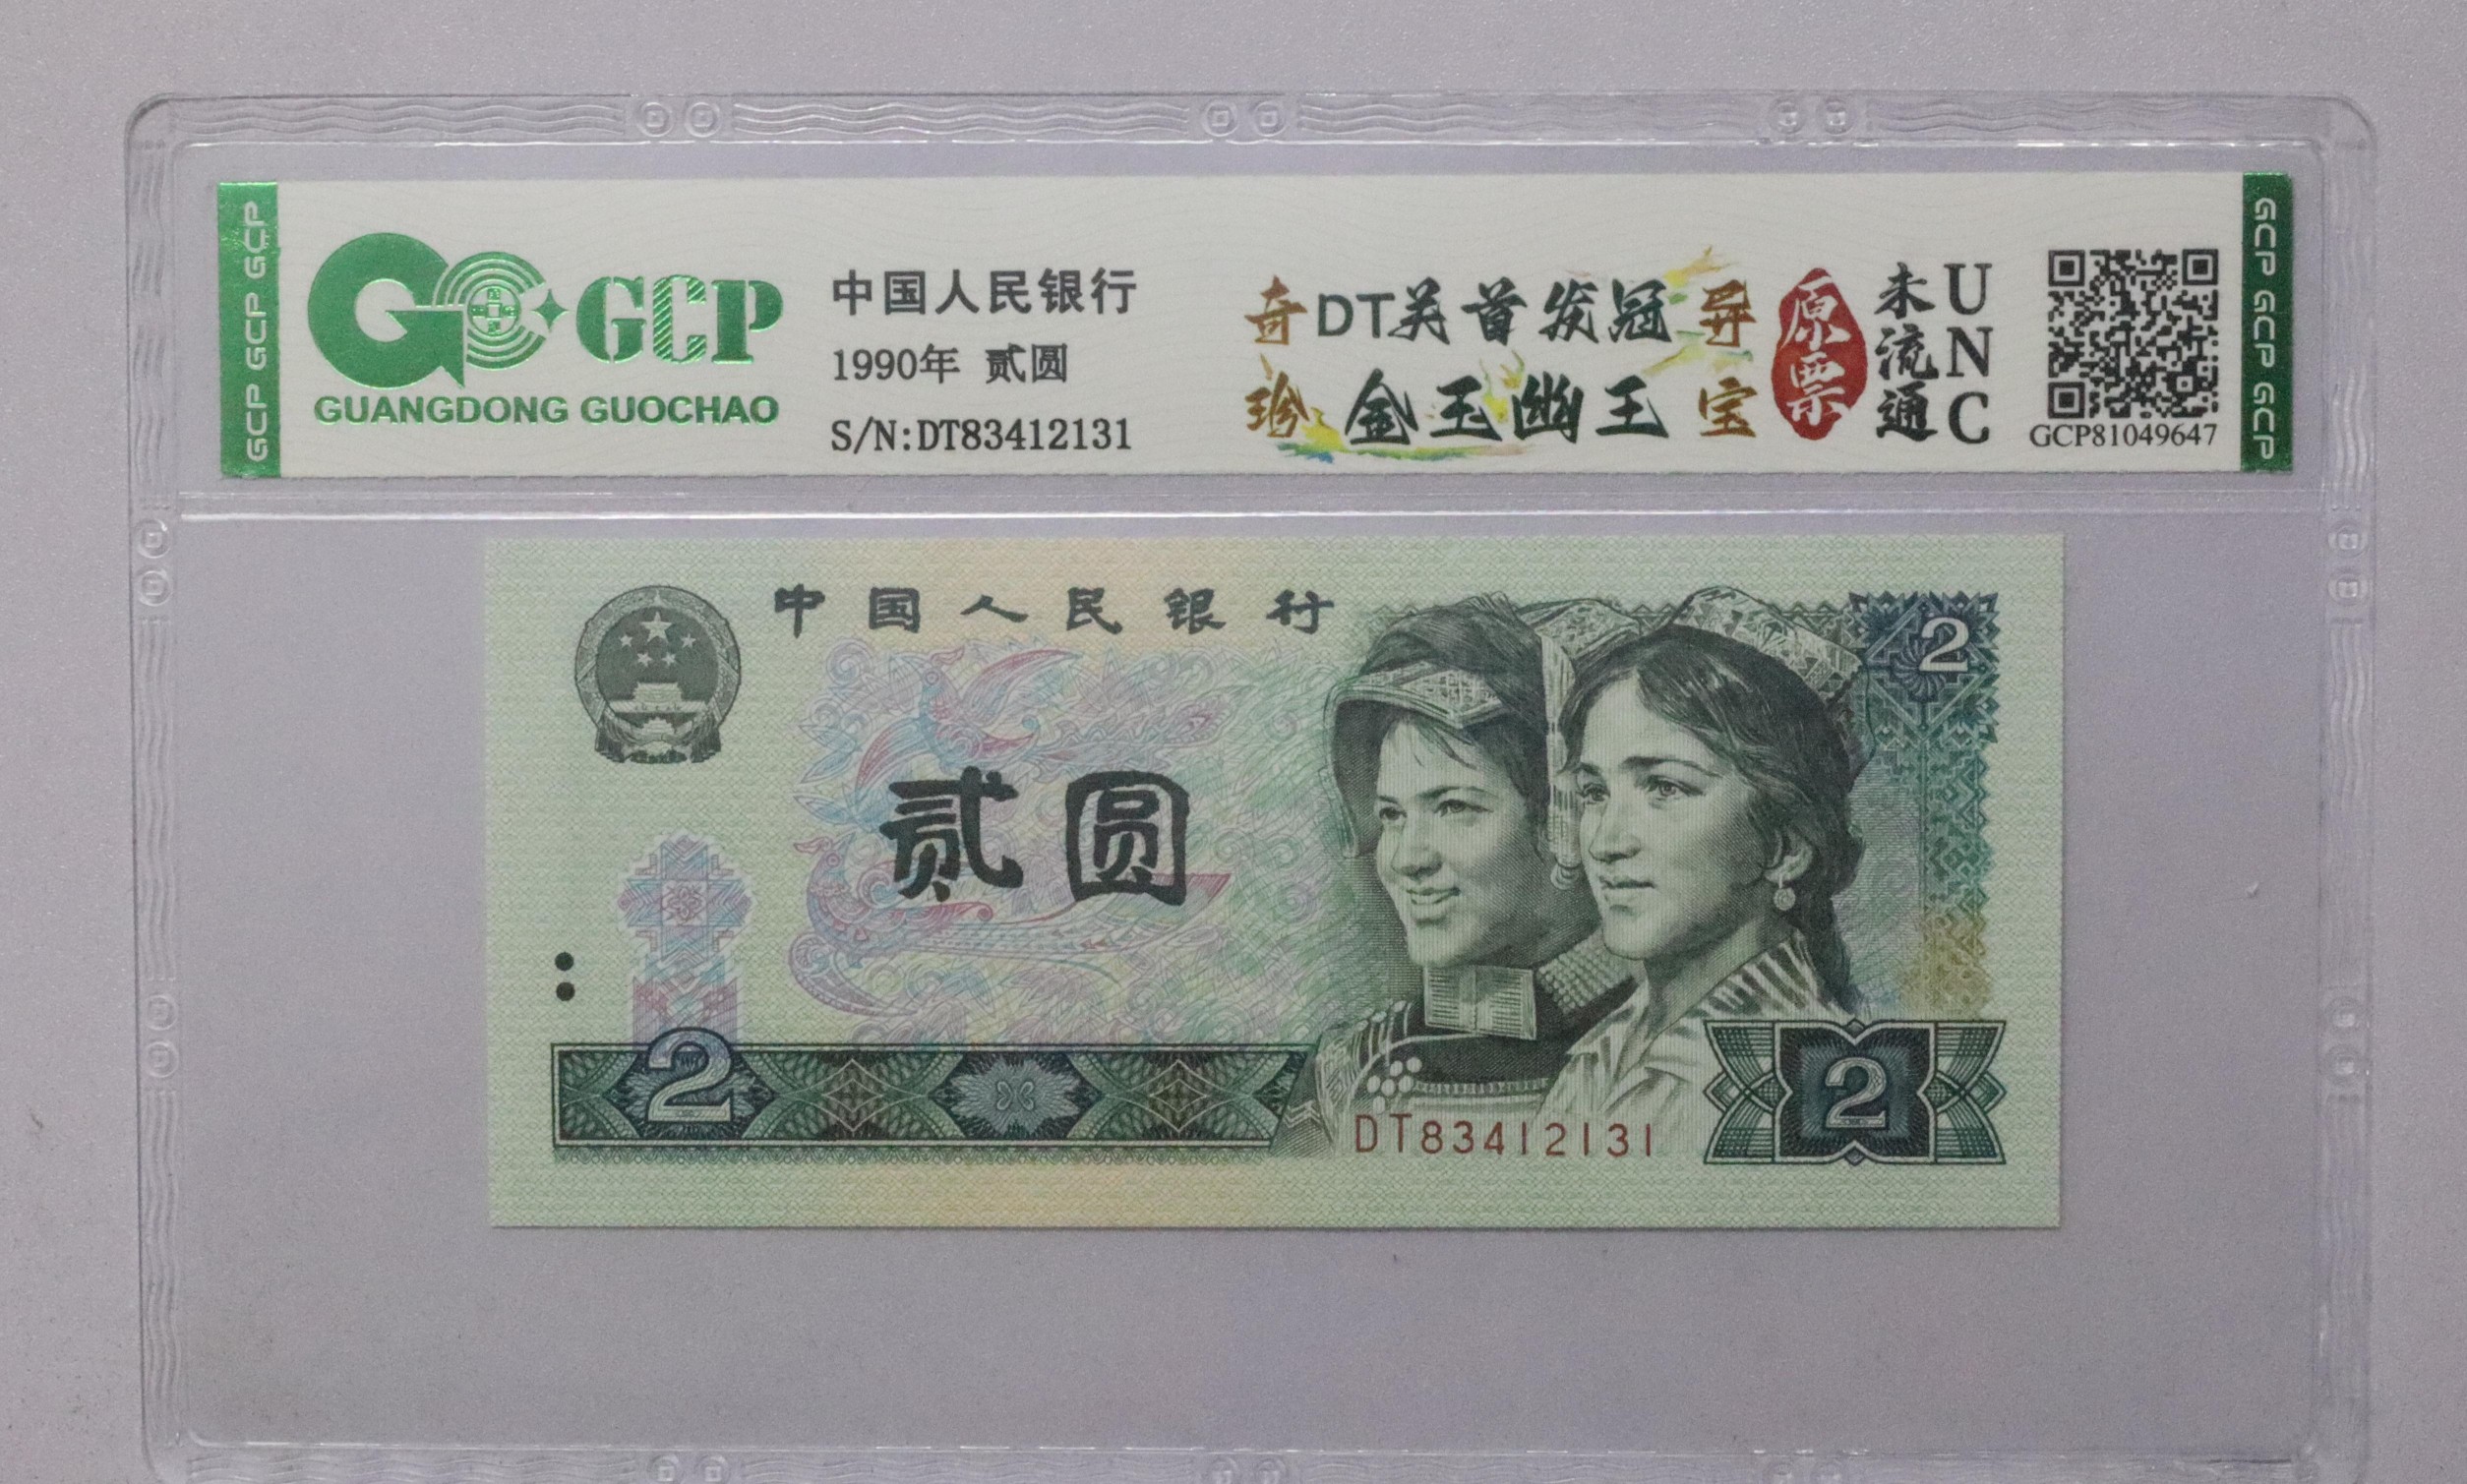 GCP GCP GCP
GCP
GUANGDONG GUOCHAO
中国人民银行
1990年 贰圆
S/N:DT83412131
奇 DT关首发冠 异
珍 金玉幽王 宝
原票
未流通
UNC
GCP81049647
GCP GCP GCP
中国人民银行
贰圆
2
2
2
DT83412131